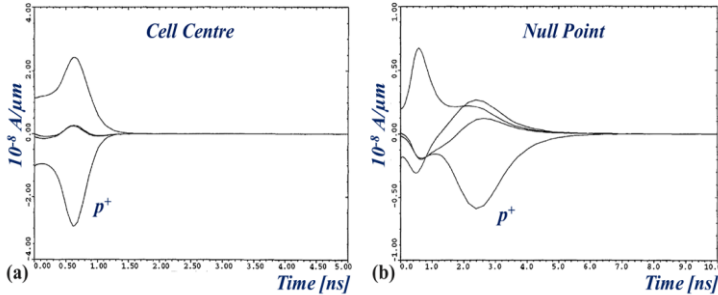 Cell Centre
10⁻⁸ A/μm
4.00
2.00
0.00
-2.00
-4.00
p⁺
0.00 0.50 1.00 1.50 2.00 2.50 3.00 3.50 4.00 4.50 5.00
(a)
Time [ns]
Null Point
10⁻⁸ A/μm
1.00
0.50
0.00
-0.50
-1.00
p⁺
0.0 1.0 2.0 3.0 4.0 5.0 6.0 7.0 8.0 9.0 10.
(b)
Time [ns]